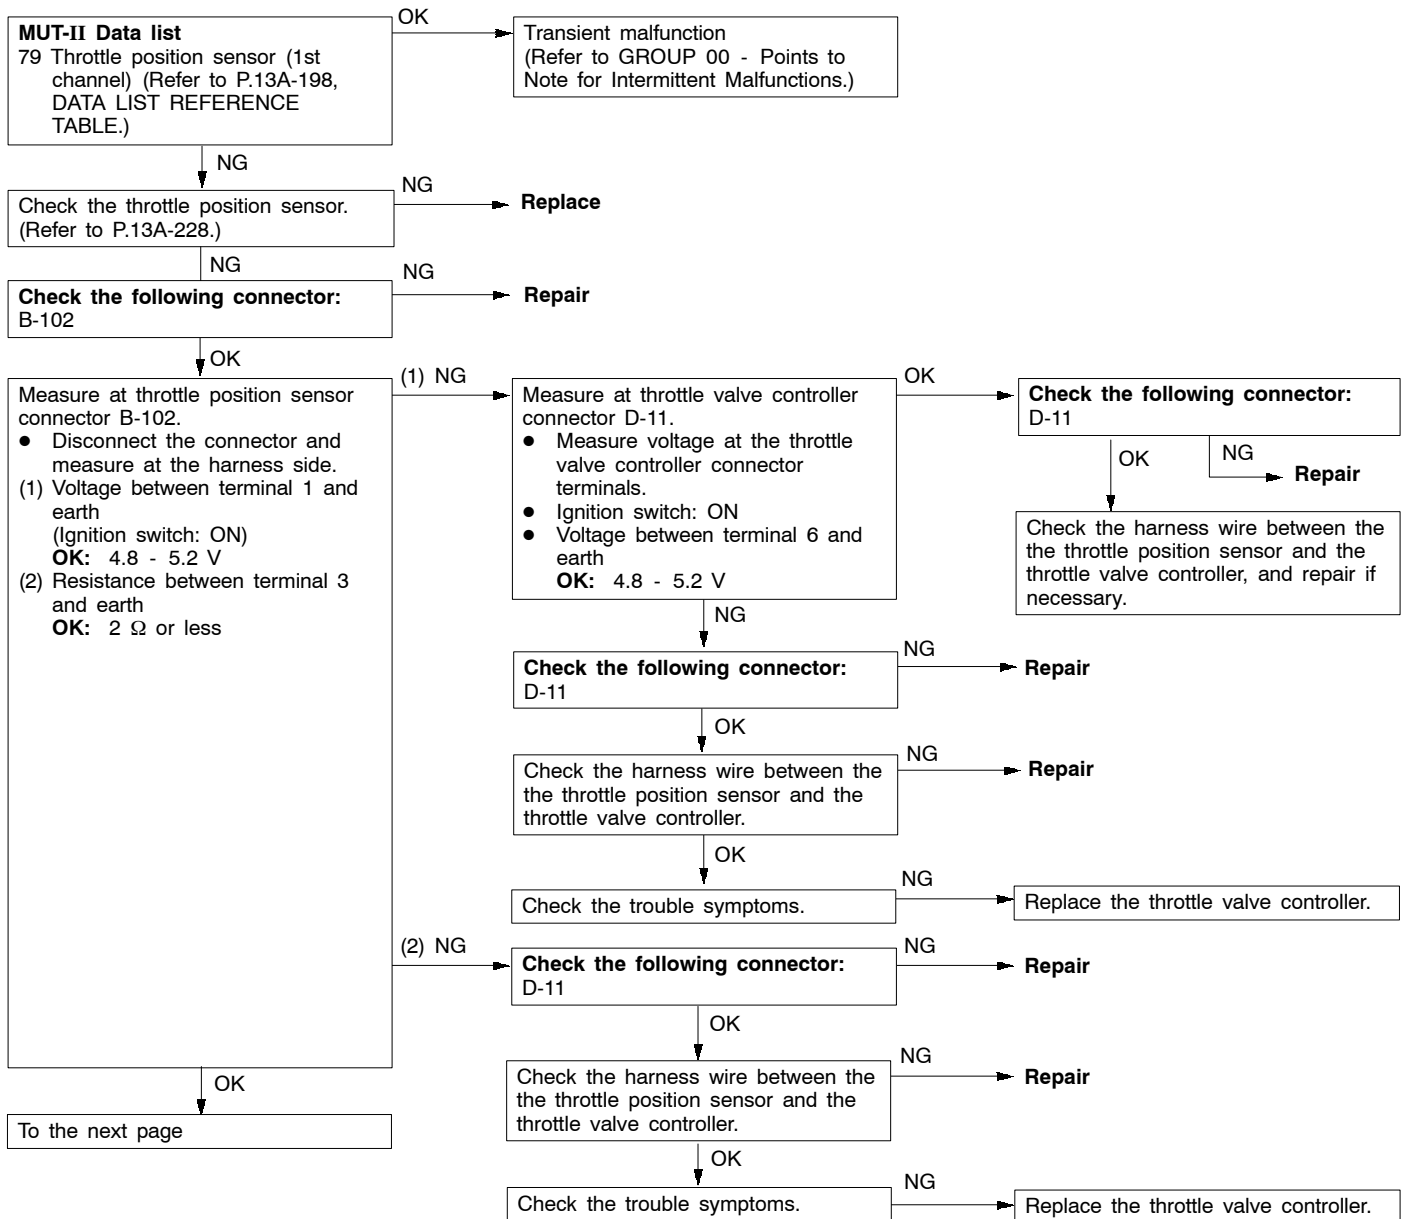 MUT-II Data list
79 Throttle position sensor (1st
channel) (Refer to P.13A-198,
DATA LIST REFERENCE
TABLE.)
OK
Transient malfunction
(Refer to GROUP 00 - Points to
Note for Intermittent Malfunctions.)
NG
Check the throttle position sensor.
(Refer to P.13A-228.)
NG
Replace
NG
Check the following connector:
B-102
NG
Repair
OK
Measure at throttle position sensor
connector B-102.
● Disconnect the connector and
measure at the harness side.
(1) Voltage between terminal 1 and
earth
(Ignition switch: ON)
OK: 4.8 - 5.2 V
(2) Resistance between terminal 3
and earth
OK: 2 Ω or less
(1) NG
Measure at throttle valve controller
connector D-11.
● Measure voltage at the throttle
valve controller connector
terminals.
● Ignition switch: ON
● Voltage between terminal 6 and
earth
OK: 4.8 - 5.2 V
OK
Check the following connector:
D-11
NG
Repair
OK
Check the harness wire between the
the throttle position sensor and the
throttle valve controller, and repair if
necessary.
NG
Check the following connector:
D-11
NG
Repair
OK
Check the harness wire between the
the throttle position sensor and the
throttle valve controller.
NG
Repair
OK
Check the trouble symptoms.
NG
Replace the throttle valve controller.
(2) NG
Check the following connector:
D-11
NG
Repair
OK
Check the harness wire between the
the throttle position sensor and the
throttle valve controller.
NG
Repair
OK
Check the trouble symptoms.
NG
Replace the throttle valve controller.
OK
To the next page